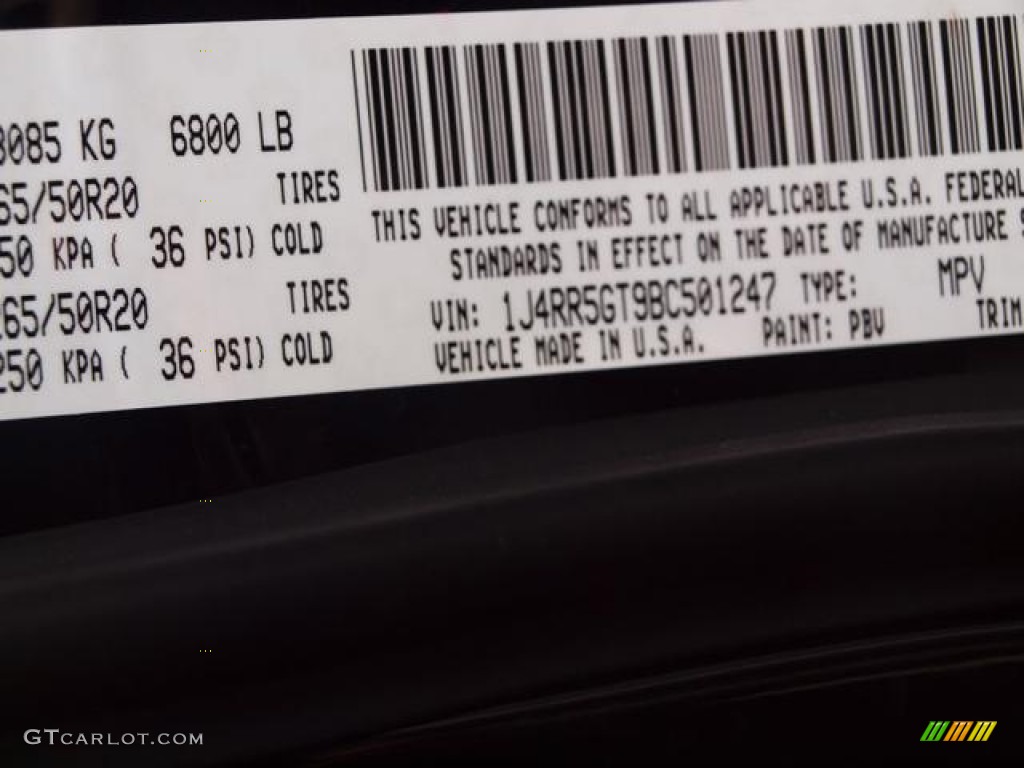 3085 KG 6800 LB
65/50R20 TIRES
50 KPA ( 36 PSI) COLD
265/50R20 TIRES
250 KPA ( 36 PSI) COLD
THIS VEHICLE CONFORMS TO ALL APPLICABLE U.S.A. FEDERAL
STANDARDS IN EFFECT ON THE DATE OF MANUFACTURE S
VIN: 1J4RR5GT9BC501247 TYPE: MPV
VEHICLE MADE IN U.S.A. PAINT: PBV TRIM
GTCARLOT.COM